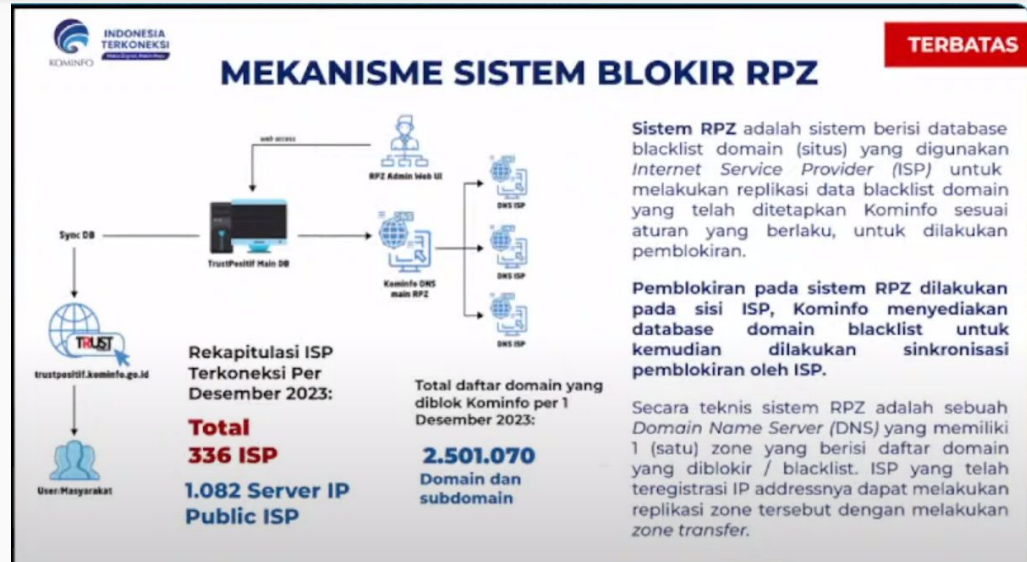 KOMINFO
INDONESIA
TERKONEKSI
TERBATAS
MEKANISME SISTEM BLOKIR RPZ
web access
RPZ Admin Web UI
Sync DB
TrustPositif Main DB
DNS
Kominfo DNS
main RPZ
DNS ISP
DNS ISP
DNS ISP
TRUST
trustpositif.kominfo.go.id
User/Masyarakat
Rekapitulasi ISP
Terkoneksi Per
Desember 2023:
Total
336 ISP
1.082 Server IP
Public ISP
Total daftar domain yang
diblok Kominfo per 1
Desember 2023:
2.501.070
Domain dan
subdomain
Sistem RPZ adalah sistem berisi database
blacklist domain (situs) yang digunakan
Internet Service Provider (ISP) untuk
melakukan replikasi data blacklist domain
yang telah ditetapkan Kominfo sesuai
aturan yang berlaku, untuk dilakukan
pemblokiran.
Pemblokiran pada sistem RPZ dilakukan
pada sisi ISP, Kominfo menyediakan
database domain blacklist untuk
kemudian dilakukan sinkronisasi
pemblokiran oleh ISP.
Secara teknis sistem RPZ adalah sebuah
Domain Name Server (DNS) yang memiliki
1 (satu) zone yang berisi daftar domain
yang diblokir / blacklist. ISP yang telah
teregistrasi IP addressnya dapat melakukan
replikasi zone tersebut dengan melakukan
zone transfer.